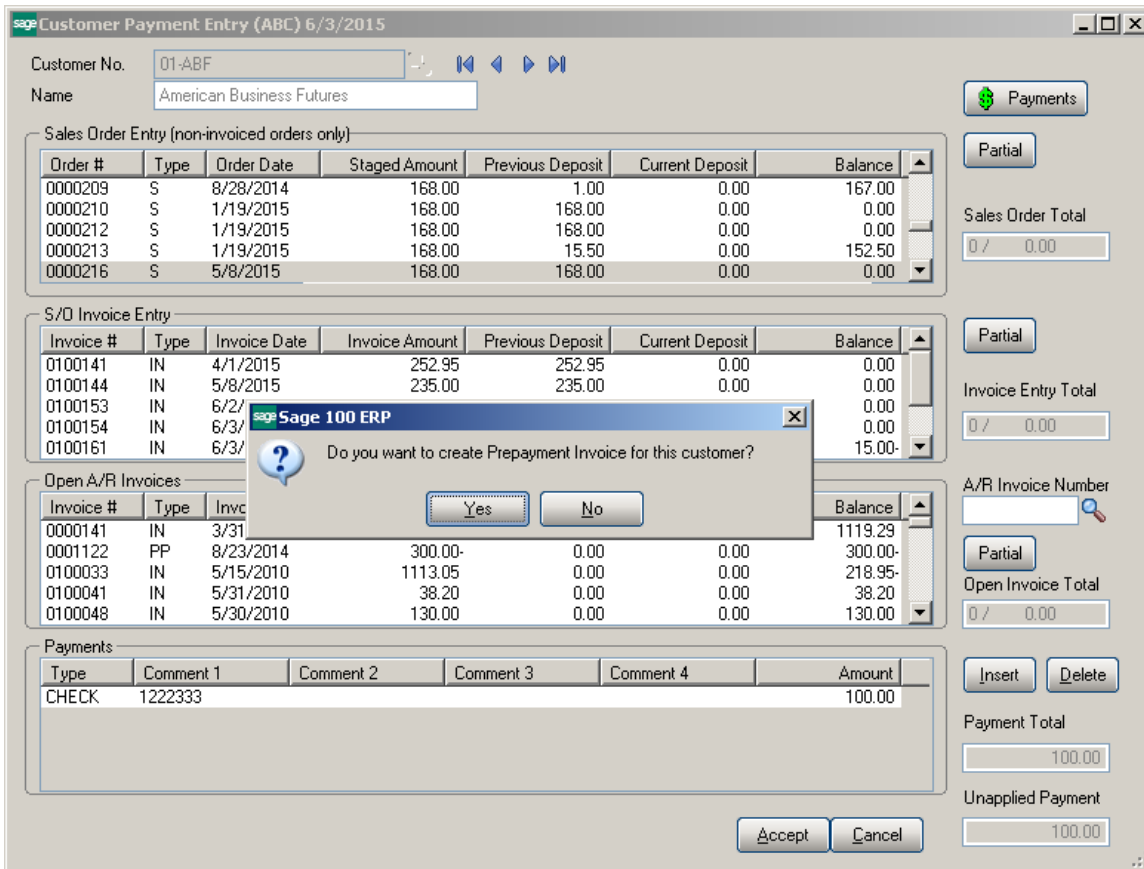 sage Customer Payment Entry (ABC) 6/3/2015
Customer No. 01-ABF
Name American Business Futures
Payments
Sales Order Entry (non-invoiced orders only)
Order # Type Order Date Staged Amount Previous Deposit Current Deposit Balance
0000209 S 8/28/2014 168.00 1.00 0.00 167.00
0000210 S 1/19/2015 168.00 168.00 0.00 0.00
0000212 S 1/19/2015 168.00 168.00 0.00 0.00
0000213 S 1/19/2015 168.00 15.50 0.00 152.50
0000216 S 5/8/2015 168.00 168.00 0.00 0.00
Partial
Sales Order Total
0 / 0.00
S/O Invoice Entry
Invoice # Type Invoice Date Invoice Amount Previous Deposit Current Deposit Balance
0100141 IN 4/1/2015 252.95 252.95 0.00 0.00
0100144 IN 5/8/2015 235.00 235.00 0.00 0.00
0100153 IN 6/2/ 0.00
0100154 IN 6/3/ 0.00
0100161 IN 6/3/ 15.00-
Partial
Invoice Entry Total
0 / 0.00
sage Sage 100 ERP
Do you want to create Prepayment Invoice for this customer?
Yes No
Open A/R Invoices
Invoice # Type Invo Balance
0000141 IN 3/31 1119.29
0001122 PP 8/23/2014 300.00- 0.00 0.00 300.00-
0100033 IN 5/15/2010 1113.05 0.00 0.00 218.95-
0100041 IN 5/31/2010 38.20 0.00 0.00 38.20
0100048 IN 5/30/2010 130.00 0.00 0.00 130.00
A/R Invoice Number
Partial
Open Invoice Total
0 / 0.00
Payments
Type Comment 1 Comment 2 Comment 3 Comment 4 Amount
CHECK 1222333 100.00
Insert Delete
Payment Total
100.00
Unapplied Payment
100.00
Accept Cancel